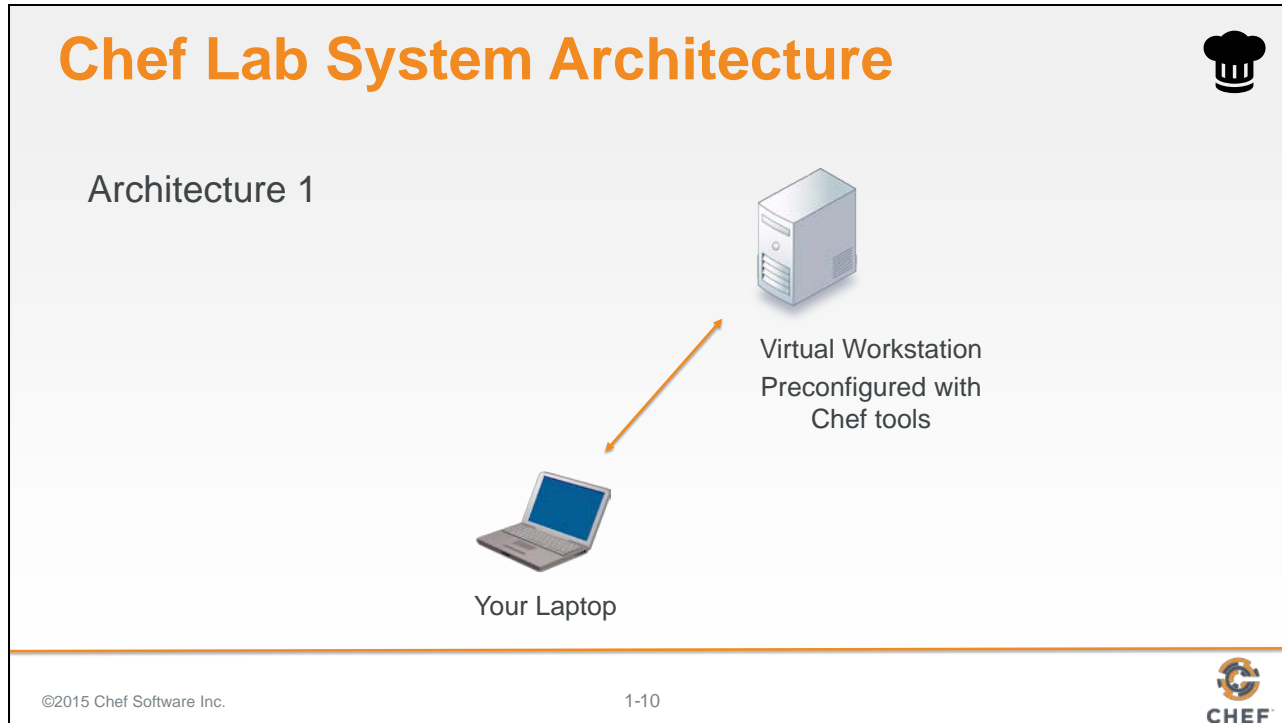 Chef Lab System Architecture
Architecture 1
Virtual Workstation
Preconfigured with
Chef tools
Your Laptop
©2015 Chef Software Inc.
1-10
CHEF